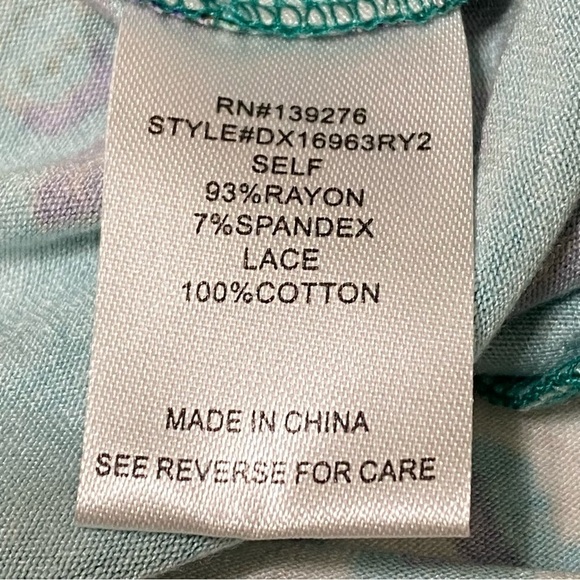 RN#139276
STYLE#DX16963RY2
SELF
93%RAYON
7%SPANDEX
LACE
100%COTTON
MADE IN CHINA
SEE REVERSE FOR CARE